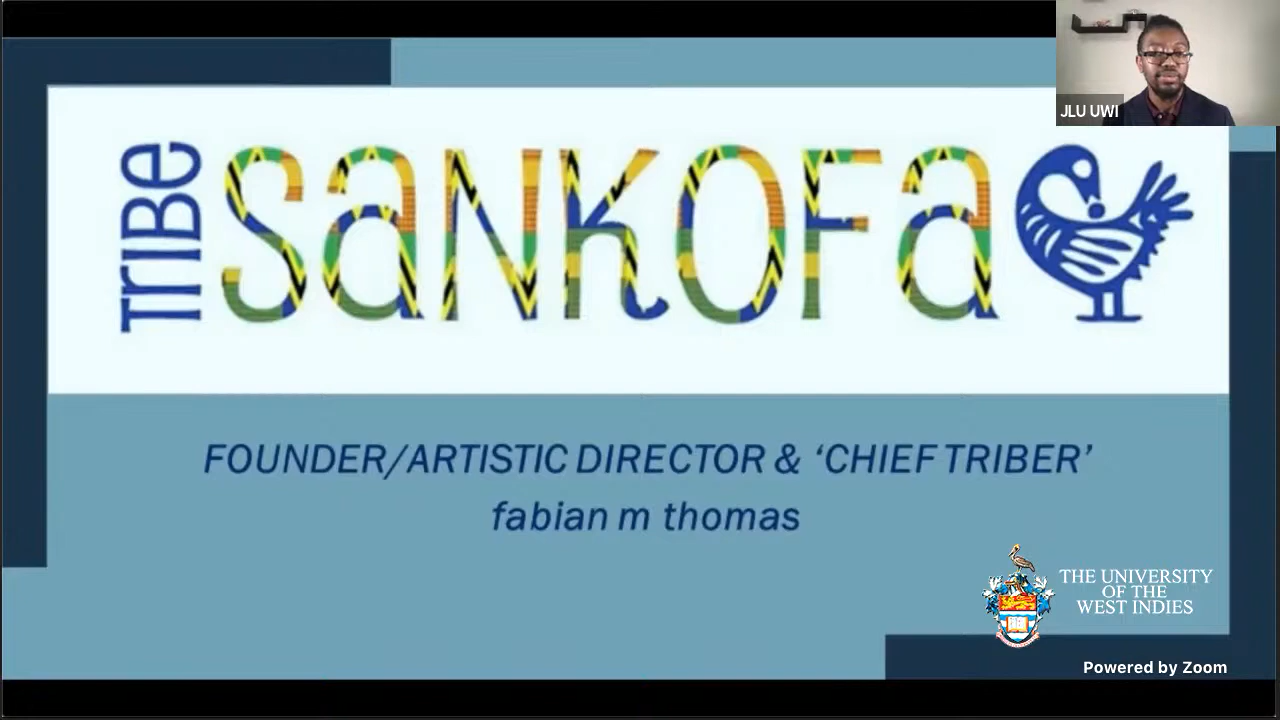 JLU UWI
TRIBE
SANKOFA
FOUNDER/ARTISTIC DIRECTOR & ‘CHIEF TRIBER’
fabian m thomas
THE UNIVERSITY
OF THE
WEST INDIES
Powered by Zoom